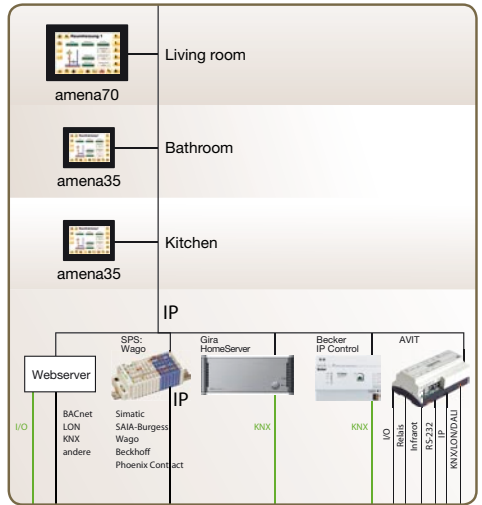 Living room
amena70
Bathroom
amena35
Kitchen
amena35
IP
SPS:
Wago
Gira
HomeServer
Becker
IP Control
AVIT
Webserver
IP
I/O
BACnet
LON
KNX
andere
Simatic
SAIA-Burgess
Wago
Beckhoff
Phoenix Contact
KNX
KNX
I/O
Relais
Infrarot
RS-232
IP
KNX/LON/DALI